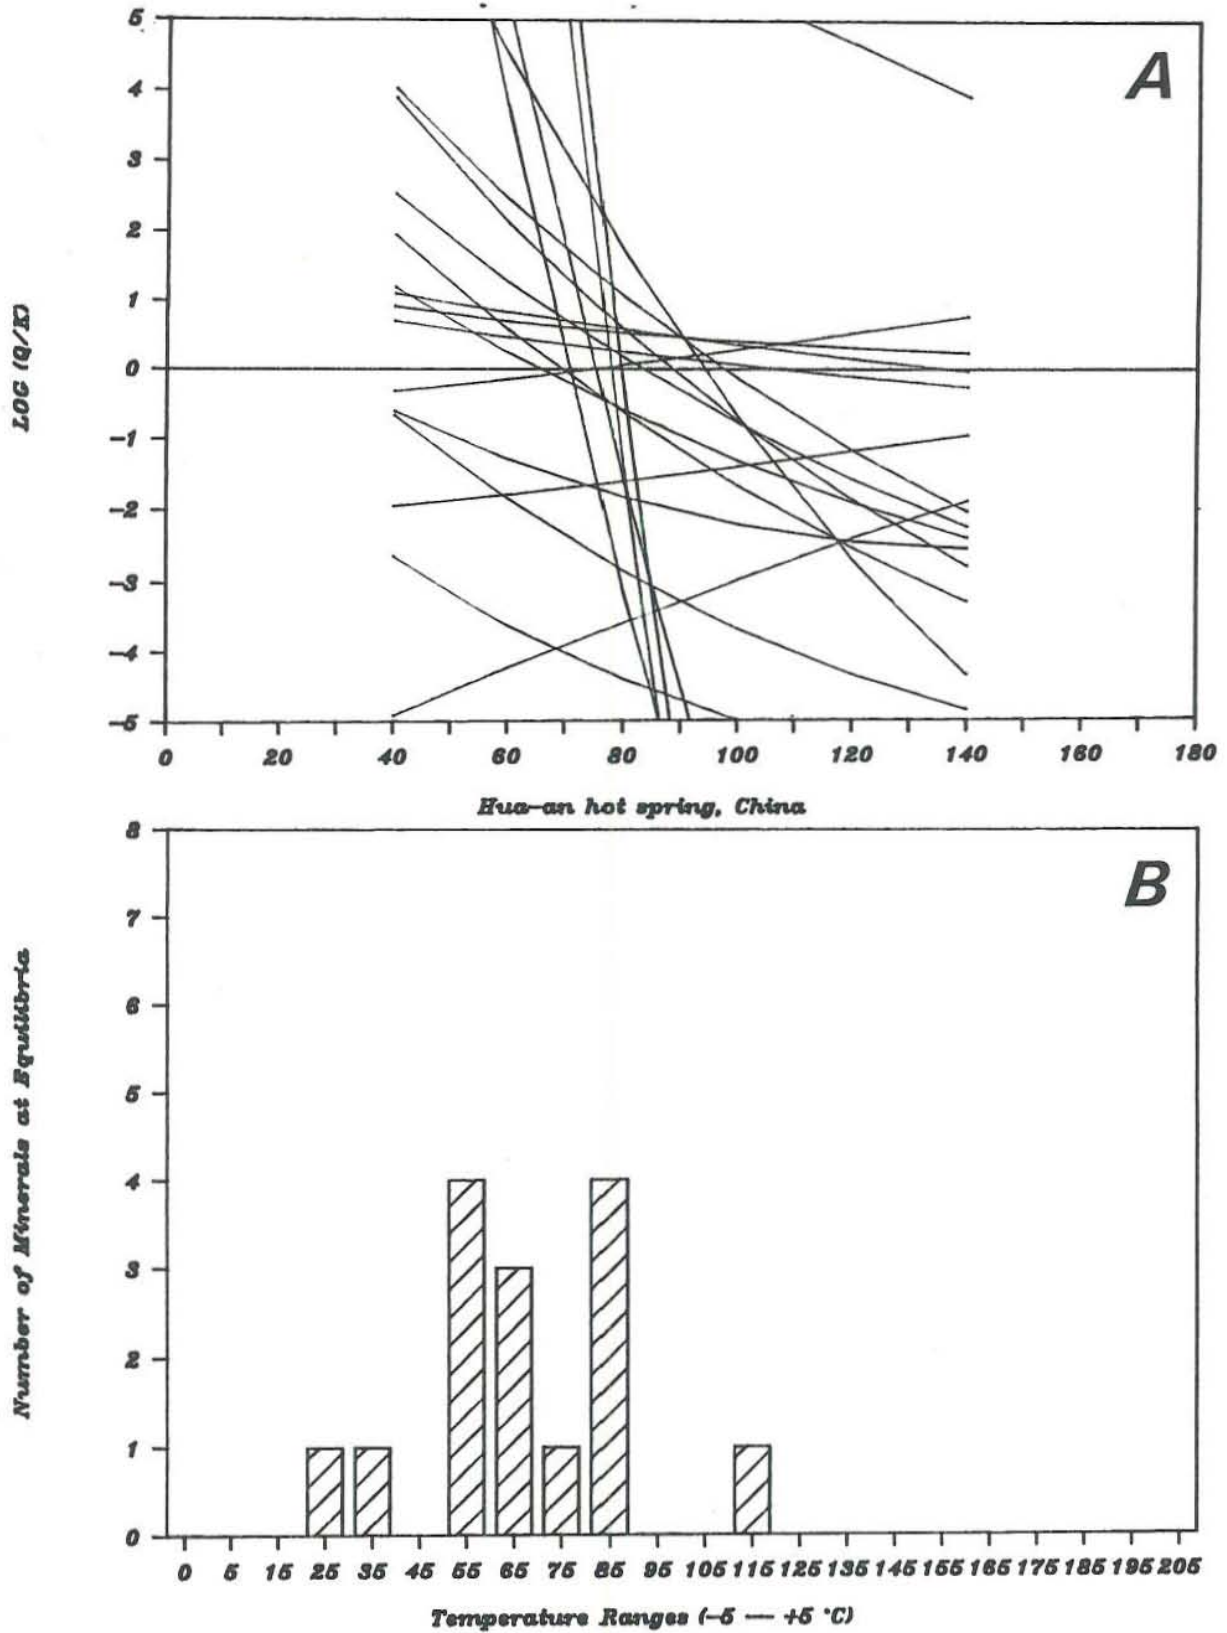 A
LOG (Q/K)
5
4
3
2
1
0
-1
-2
-3
-4
-5
0 20 40 60 80 100 120 140 160 180
Hua-an hot spring, China
B
Number of Minerals at Equilibria
8
7
6
5
4
3
2
1
0
0 5 15 25 35 45 55 65 75 85 95 105 115 125 135 145 155 165 175 185 195 205
Temperature Ranges (-5 — +5 °C)